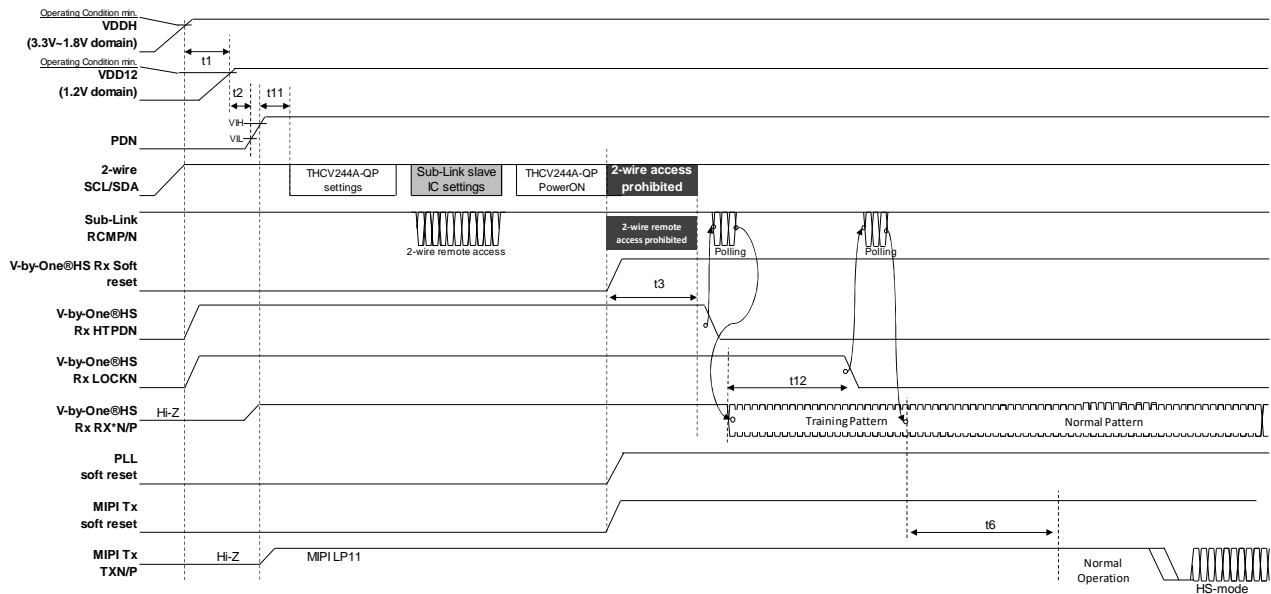 Operating Condition min.
VDDH
(3.3V~1.8V domain)
t1
Operating Condition min.
VDD12
(1.2V domain)
t2
t11
VIH
VIL
PDN
2-wire
SCL/SDA
THCV244A-QP
settings
Sub-Link slave
IC settings
THCV244A-QP
PowerON
2-wire access
prohibited
Sub-Link
RCMP/N
2-wire remote access
2-wire remote
access prohibited
Polling
Polling
V-by-One®HS Rx Soft
reset
t3
V-by-One®HS
Rx HTPDN
V-by-One®HS
Rx LOCKN
t12
V-by-One®HS
Rx RX*N/P
Hi-Z
Training Pattern
Normal Pattern
PLL
soft reset
MIPI Tx
soft reset
t6
MIPI Tx
TXN/P
Hi-Z
MIPI LP11
Normal
Operation
HS-mode